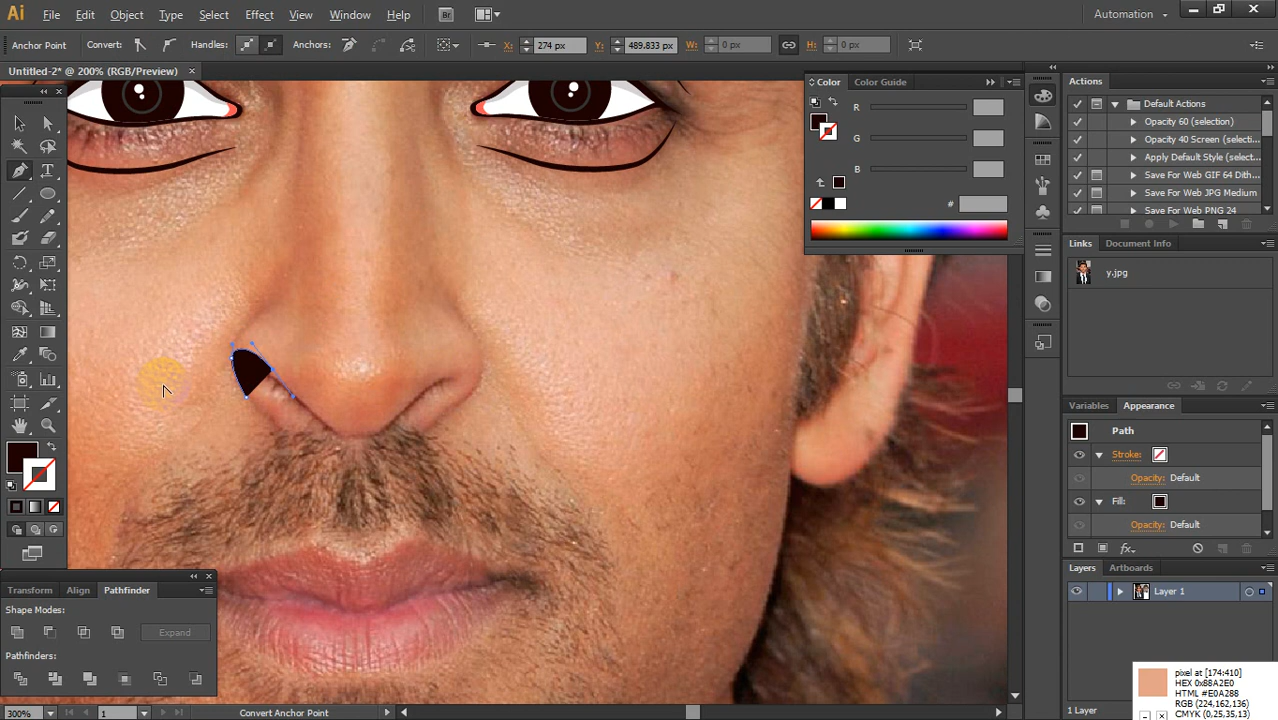 Ai File Edit Object Type Select Effect View Window Help Br Automation
Anchor Point Convert: Handles: Anchors: X: 274 px Y: 489.833 px W: 0 px H: 0 px
Untitled-2* @ 200% (RGB/Preview)
Color Color Guide
R
G
B
#
Actions
Default Actions
Opacity 60 (selection)
Opacity 40 Screen (selecti...
Apply Default Style (select...
Save For Web GIF 64 Dith...
Save For Web JPG Medium
Save For Web PNG 24
Links Document Info
y.jpg
Variables Appearance
Path
Stroke:
Opacity: Default
Fill:
Opacity: Default
fx
Layers Artboards
Layer 1
1 Layer
Transform Align Pathfinder
Shape Modes:
Expand
Pathfinders:
300% 1 Convert Anchor Point
pixel at [174:410]
HEX 0x88A2E0
HTML #E0A288
RGB (224,162,136)
CMYK (0,25,35,13)